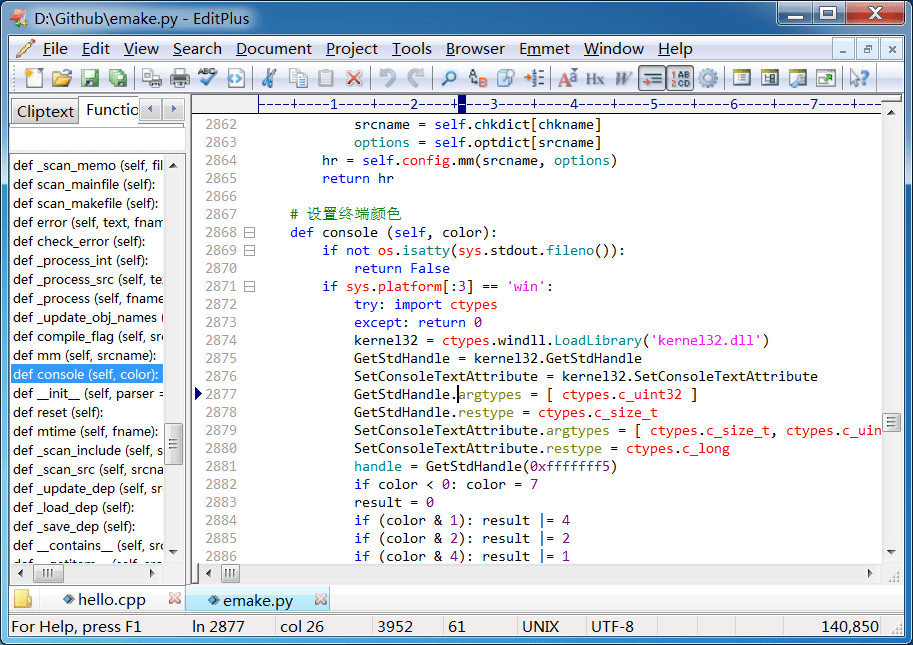 D:\Github\emake.py - EditPlus
File Edit View Search Document Project Tools Browser Emmet Window Help
Cliptext Functio
----+----1----+----2----+----3----+----4----+----5----+----6----+----7----+--
def _scan_memo (self, fil
def scan_mainfile (self):
def scan_makefile (self):
def error (self, text, fnam
def check_error (self):
def _process_int (self):
def _process_src (self, te
def _process (self, fname
def _update_obj_names (
def compile_flag (self, sr
def mm (self, srcname):
def console (self, color):
def __init__ (self, parser =
def reset (self):
def mtime (self, fname):
def _scan_include (self, s
def _scan_src (self, srcna
def _update_dep (self, sr
def _load_dep (self):
def _save_dep (self):
def __contains__ (self, src
2862 srcname = self.chkdict[chkname]
2863 options = self.optdict[srcname]
2864 hr = self.config.mm(srcname, options)
2865 return hr
2866
2867 # 设置终端颜色
2868 def console (self, color):
2869 if not os.isatty(sys.stdout.fileno()):
2870 return False
2871 if sys.platform[:3] == 'win':
2872 try: import ctypes
2873 except: return 0
2874 kernel32 = ctypes.windll.LoadLibrary('kernel32.dll')
2875 GetStdHandle = kernel32.GetStdHandle
2876 SetConsoleTextAttribute = kernel32.SetConsoleTextAttribute
2877 GetStdHandle.argtypes = [ ctypes.c_uint32 ]
2878 GetStdHandle.restype = ctypes.c_size_t
2879 SetConsoleTextAttribute.argtypes = [ ctypes.c_size_t, ctypes.c_uin
2880 SetConsoleTextAttribute.restype = ctypes.c_long
2881 handle = GetStdHandle(0xfffffff5)
2882 if color < 0: color = 7
2883 result = 0
2884 if (color & 1): result |= 4
2885 if (color & 2): result |= 2
2886 if (color & 4): result |= 1
hello.cpp emake.py
For Help, press F1 ln 2877 col 26 3952 61 UNIX UTF-8 140,850